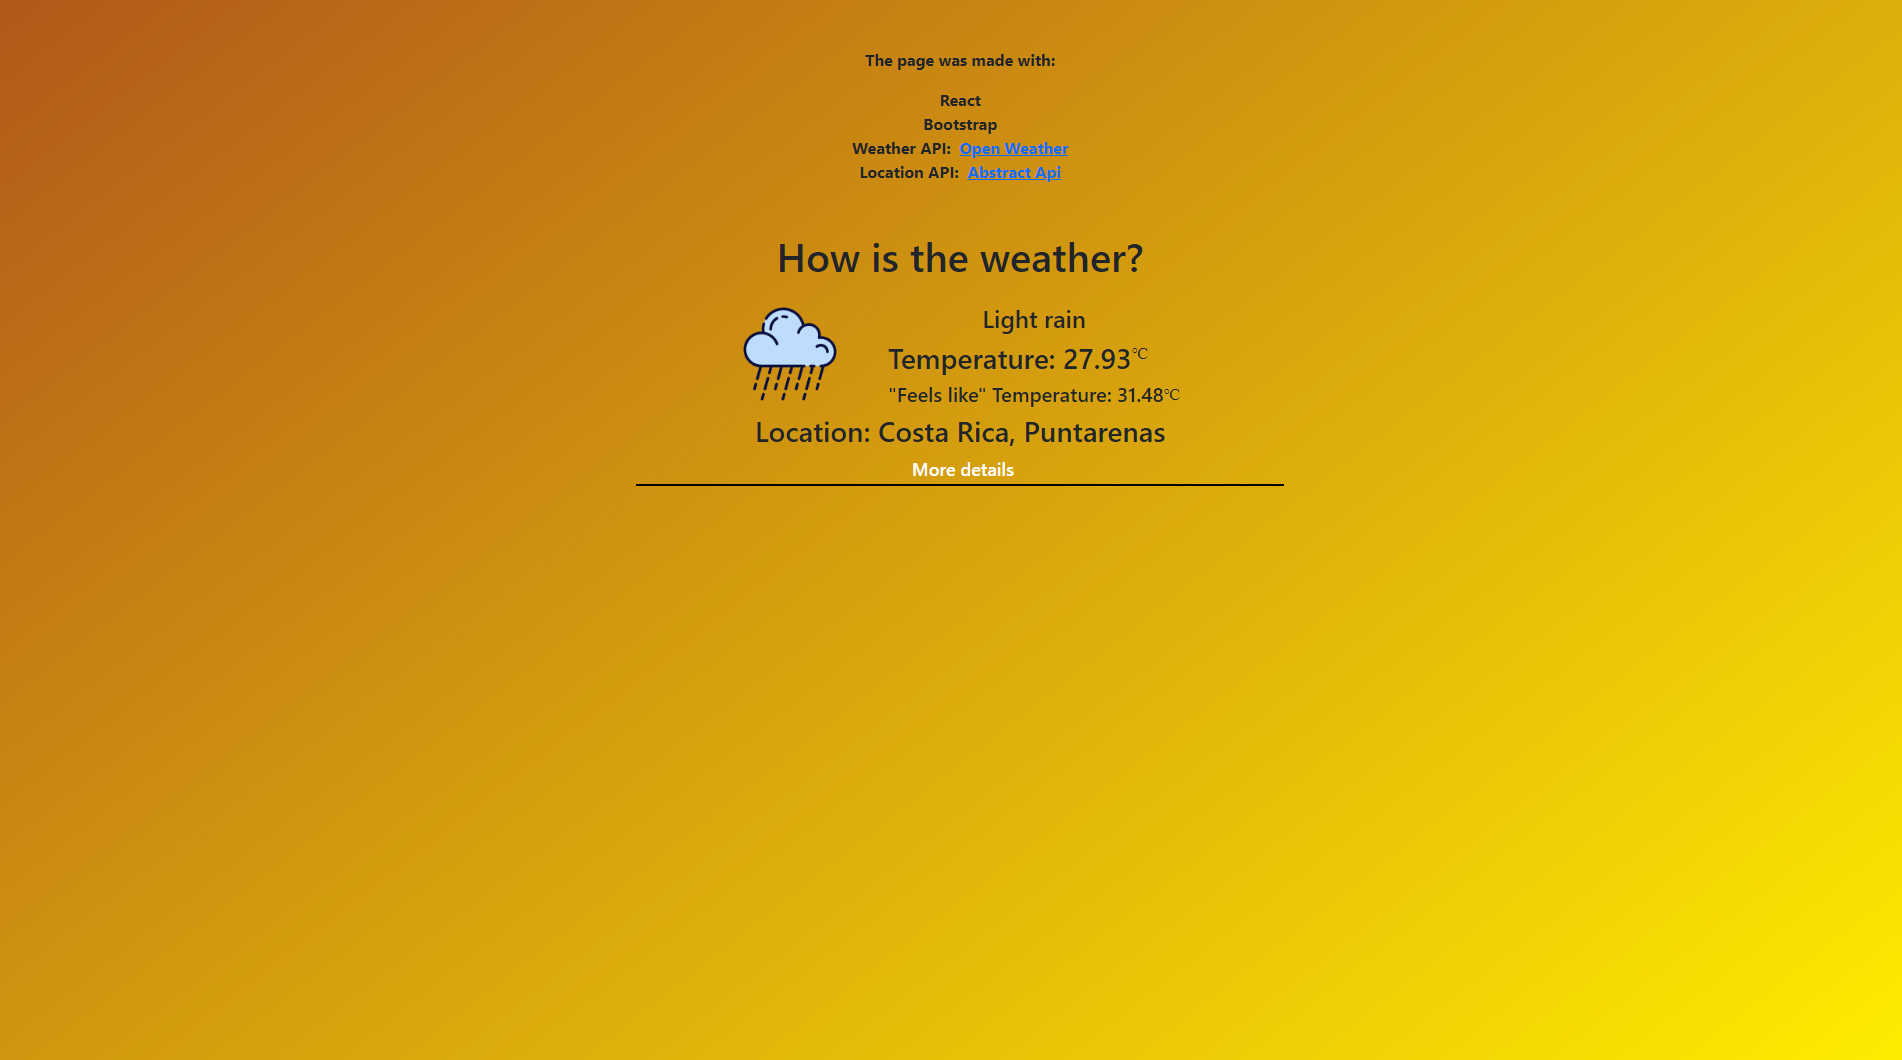 The page was made with:
React
Bootstrap
Weather API: Open Weather
Location API: Abstract Api
How is the weather?
Light rain
Temperature: 27.93℃
"Feels like" Temperature: 31.48℃
Location: Costa Rica, Puntarenas
More details